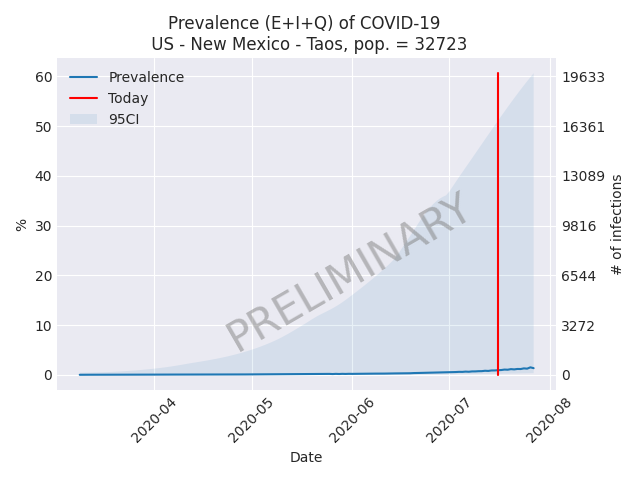 Prevalence (E+I+Q) of COVID-19
US - New Mexico - Taos, pop. = 32723
Prevalence
Today
95CI
60
50
40
30
20
10
0
%
19633
16361
13089
9816
6544
3272
0
# of infections
PRELIMINARY
2020-04
2020-05
2020-06
2020-07
2020-08
Date